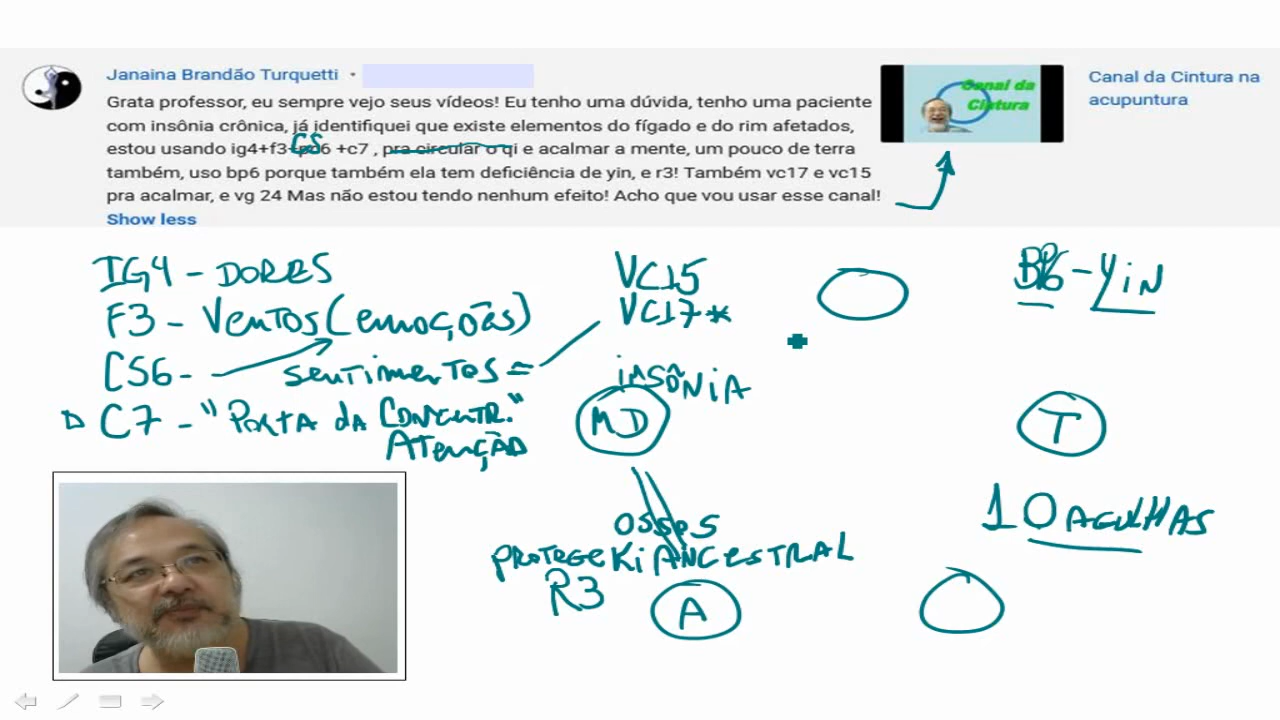 Janaina Brandão Turquetti •
Grata professor, eu sempre vejo seus vídeos! Eu tenho uma dúvida, tenho uma paciente
com insônia crônica, já identifiquei que existe elementos do fígado e do rim afetados,
estou usando ig4+f3+pc6 +c7 , pra circular o qi e acalmar a mente, um pouco de terra
também, uso bp6 porque também ela tem deficiência de yin, e r3! Também vc17 e vc15
pra acalmar, e vg 24 Mas não estou tendo nenhum efeito! Acho que vou usar esse canal!
Show less
CS
Canal da
Cintura
Canal da Cintura na
acupuntura
IG4 - DORES
F3 - Ventos (emoções)
CS6 - sentimentos =
C7 - "Porta da Concentr."
Atenção
VC15
VC17*
insônia
MD
ossos
protege Ki Ancestral
R3
A
BP6 - Yin
T
10 AGULHAS